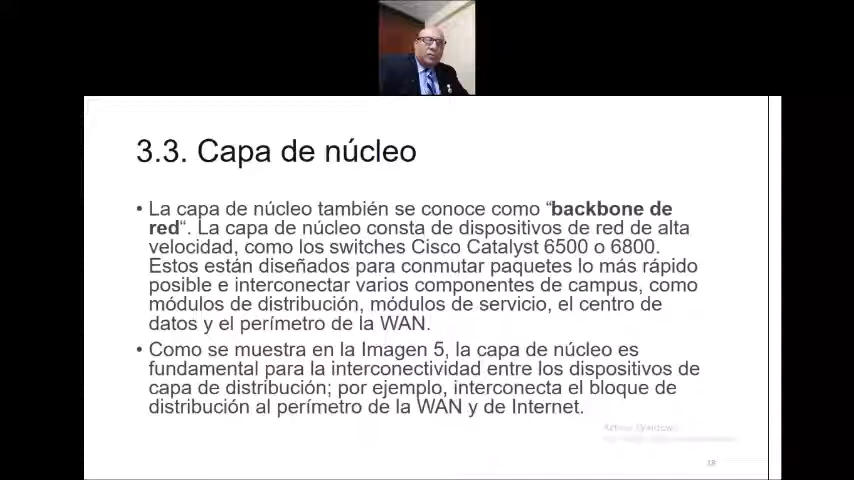 3.3. Capa de núcleo
• La capa de núcleo también se conoce como “backbone de
red“. La capa de núcleo consta de dispositivos de red de alta
velocidad, como los switches Cisco Catalyst 6500 o 6800.
Estos están diseñados para conmutar paquetes lo más rápido
posible e interconectar varios componentes de campus, como
módulos de distribución, módulos de servicio, el centro de
datos y el perímetro de la WAN.
• Como se muestra en la Imagen 5, la capa de núcleo es
fundamental para la interconectividad entre los dispositivos de
capa de distribución; por ejemplo, interconecta el bloque de
distribución al perímetro de la WAN y de Internet.
18